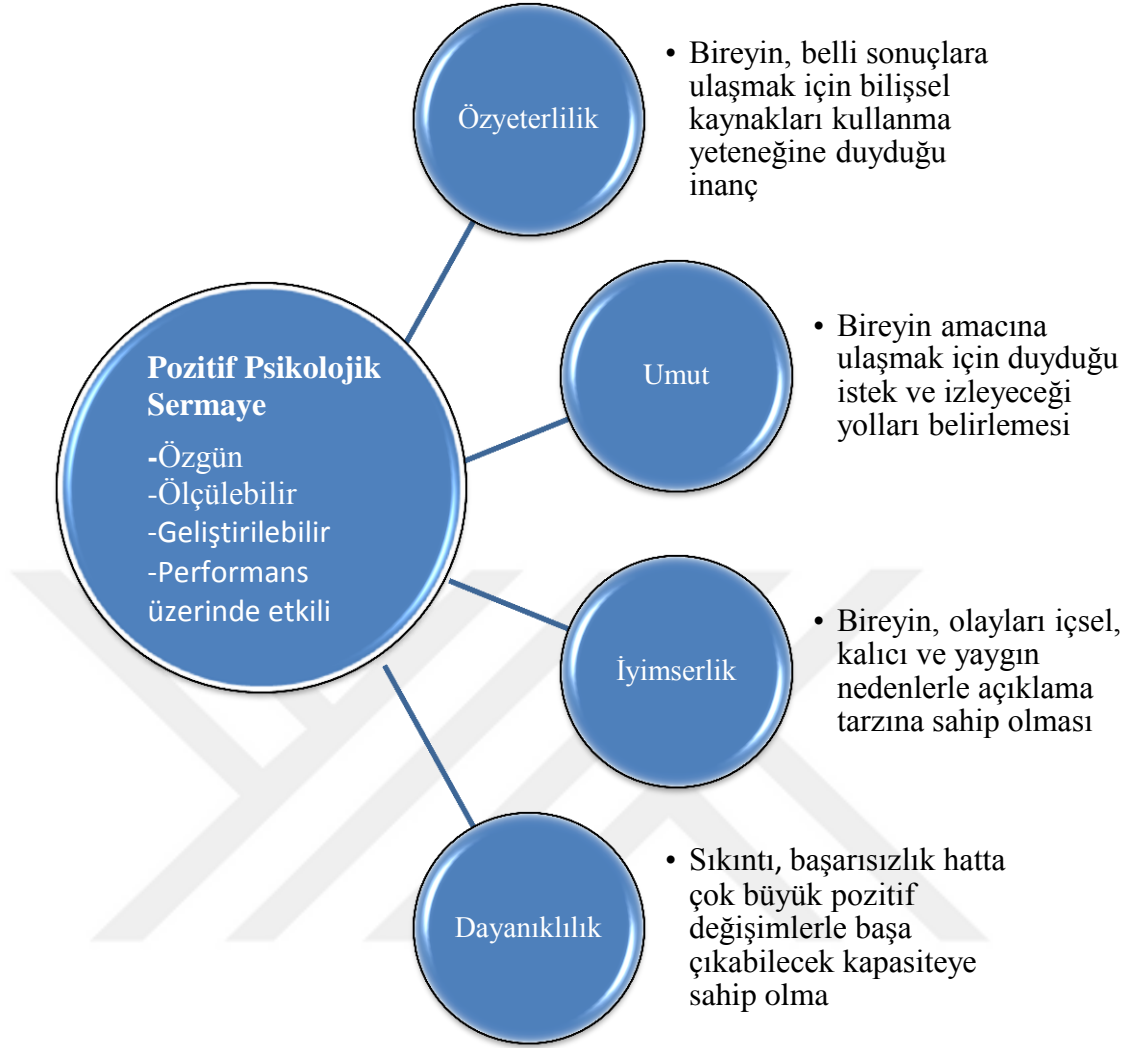 Pozitif Psikolojik
Sermaye
-Özgün
-Ölçülebilir
-Geliştirilebilir
-Performans
üzerinde etkili
Özyeterlilik
• Bireyin, belli sonuçlara
ulaşmak için bilişsel
kaynakları kullanma
yeteneğine duyduğu
inanç
Umut
• Bireyin amacına
ulaşmak için duyduğu
istek ve izleyeceği
yolları belirlemesi
İyimserlik
• Bireyin, olayları içsel,
kalıcı ve yaygın
nedenlerle açıklama
tarzına sahip olması
Dayanıklılık
• Sıkıntı, başarısızlık hatta
çok büyük pozitif
değişimlerle başa
çıkabilecek kapasiteye
sahip olma